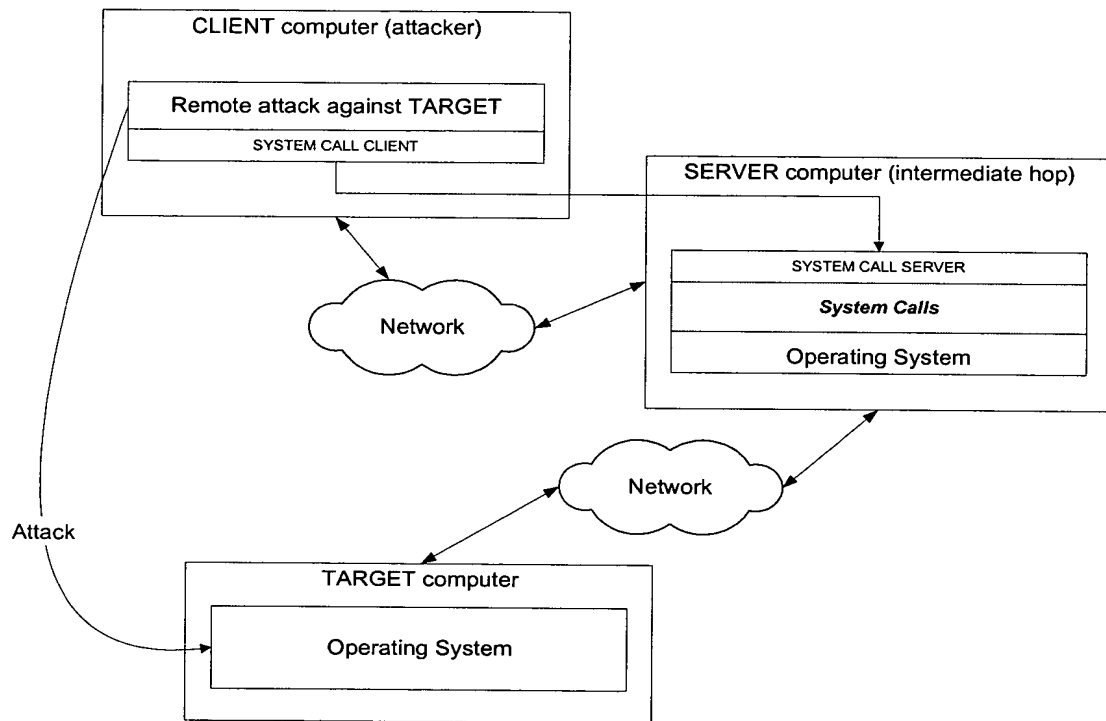 CLIENT computer (attacker)
Remote attack against TARGET
SYSTEM CALL CLIENT
SERVER computer (intermediate hop)
SYSTEM CALL SERVER
System Calls
Operating System
Network
Network
Attack
TARGET computer
Operating System